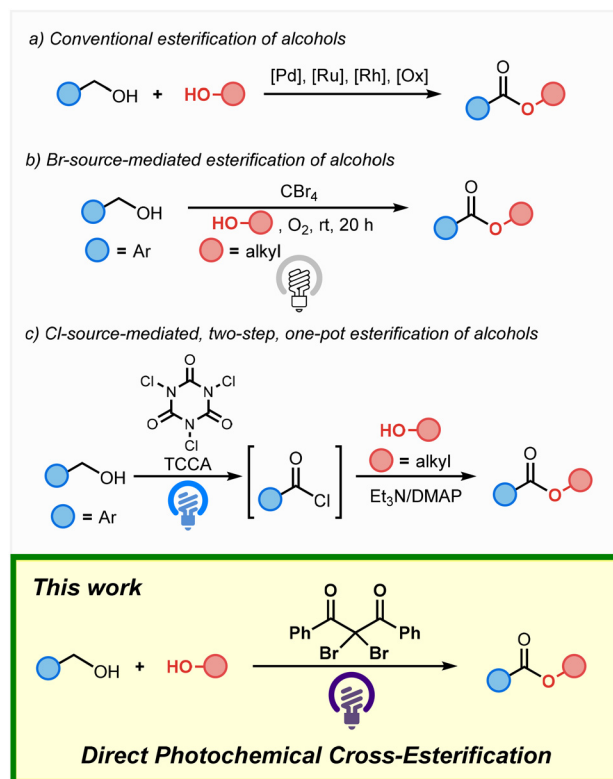 a) Conventional esterification of alcohols
OH + HO [Pd], [Ru], [Rh], [Ox] O O
b) Br-source-mediated esterification of alcohols
OH CBr₄ O O
HO , O₂, rt, 20 h
= Ar = alkyl
c) Cl-source-mediated, two-step, one-pot esterification of alcohols
O
Cl N N Cl
O N O
Cl
HO
OH TCCA O Cl = alkyl O O
= Ar Et₃N/DMAP
This work
O O
Ph Ph
Br Br
OH + HO O O
Direct Photochemical Cross-Esterification